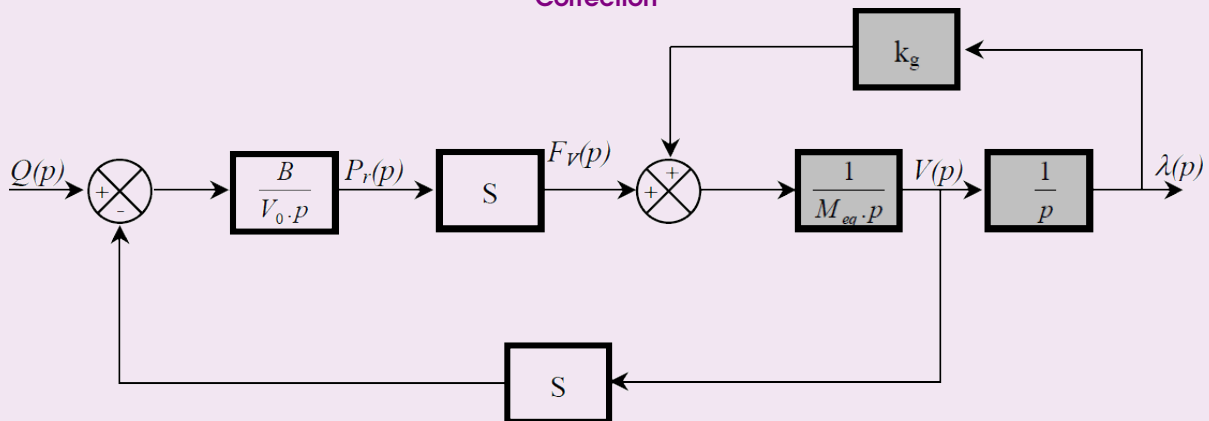 Correction
k_g
Q(p) + - B / V_0 . p P_r(p) S F_V(p) + + 1 / M_eq . p V(p) 1 / p λ(p)
S